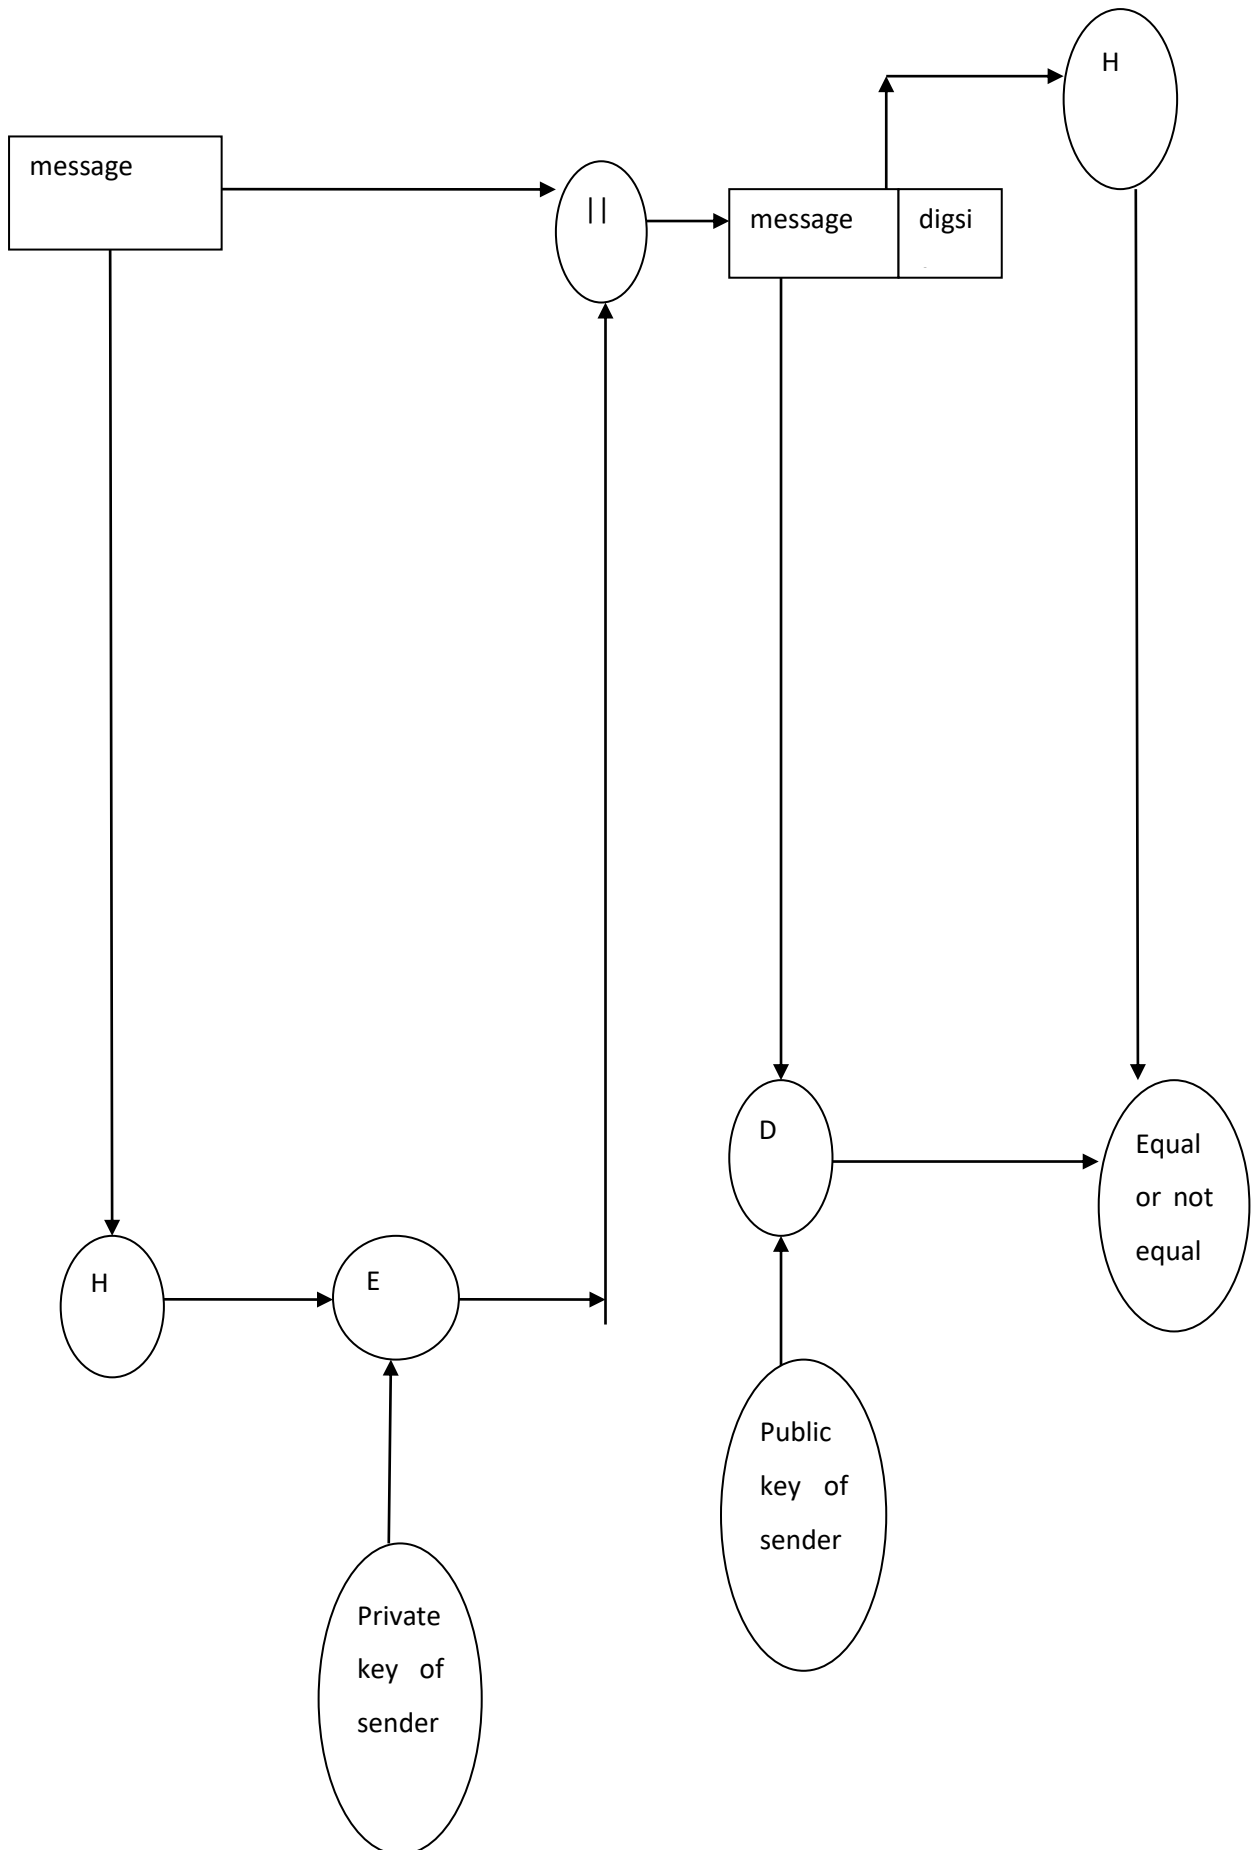 H
message
||
message
digsi
D
Equal
or not
equal
H
E
Public
key of
sender
Private
key of
sender